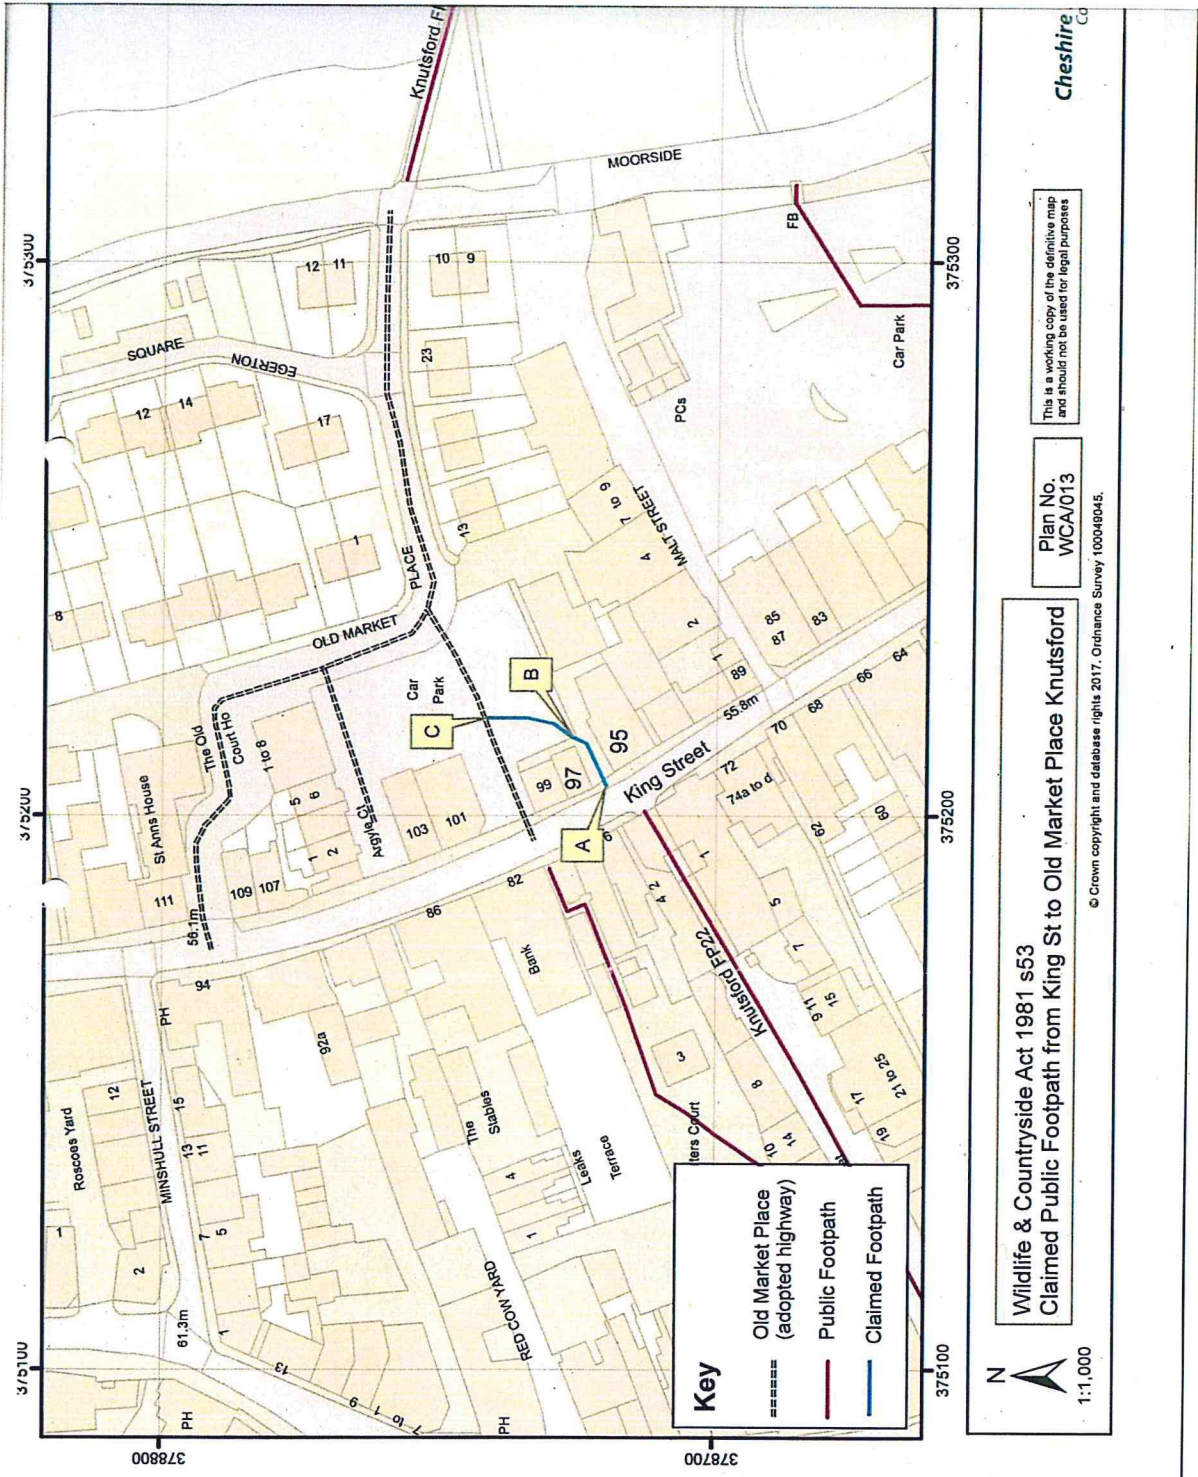 375100
375200
375300
378800
378700
375100
375200
375300
Roscoes Yard
1
2
12
MINSHULL STREET
61.3m
PH
PH
15
13
11
7
5
1
13
9
7 to 1
PH
94
92a
56.1m
111
109
107
St Anns House
The Old
Court Ho
1 to 8
5
6
1
2
Argyle Ct
103
101
86
82
Bank
The
Stables
4
1
Leaks
Terrace
RED COW YARD
8
1
12
14
17
SQUARE
EGERTON
12
11
10
9
23
13
OLD MARKET
PLACE
Car
Park
C
B
A
99
97
95
King Street
55.8m
MALT STREET
7 to 9
4
2
1
89
87
85
83
PCs
MOORSIDE
FB
Car Park
64
66
68
70
72
74a to d
62
60
1
4 2
5
7
9 11
15
17
19
21 to 25
3
8
10
14
ters Court
Knutsford FP22
Key
Old Market Place
(adopted highway)
Public Footpath
Claimed Footpath
N
1:1,000
Wildlife & Countryside Act 1981 s53
Claimed Public Footpath from King St to Old Market Place Knutsford
Plan No.
WCA/013
This is a working copy of the definitive map
and should not be used for legal purposes
Cheshire
Co
© Crown copyright and database rights 2017. Ordnance Survey 100049045.